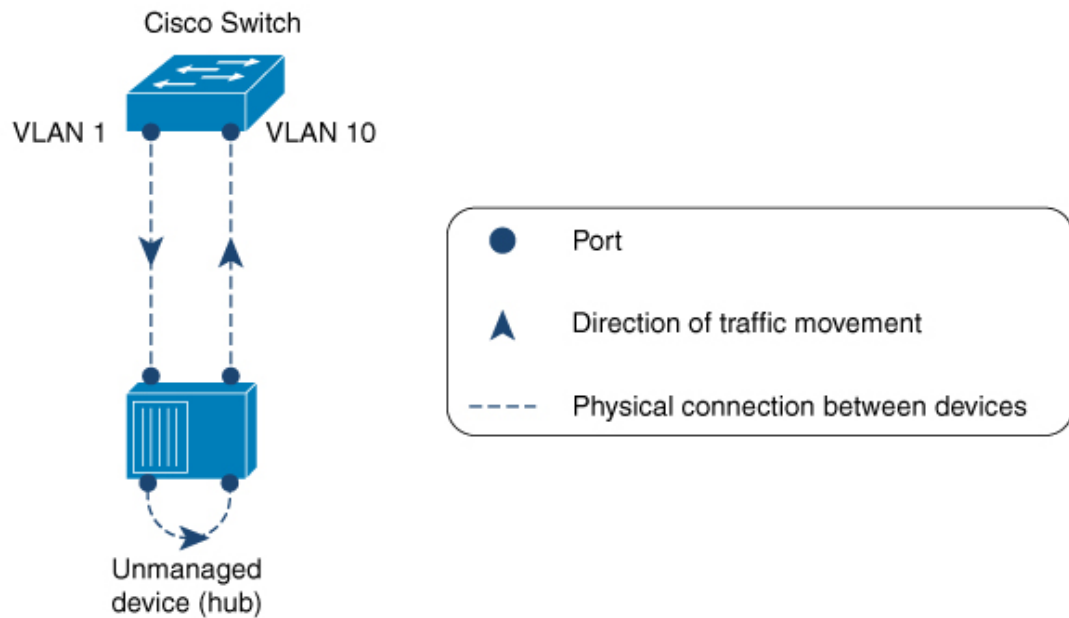 Cisco Switch
VLAN 1
VLAN 10
Port
Direction of traffic movement
Physical connection between devices
Unmanaged
device (hub)